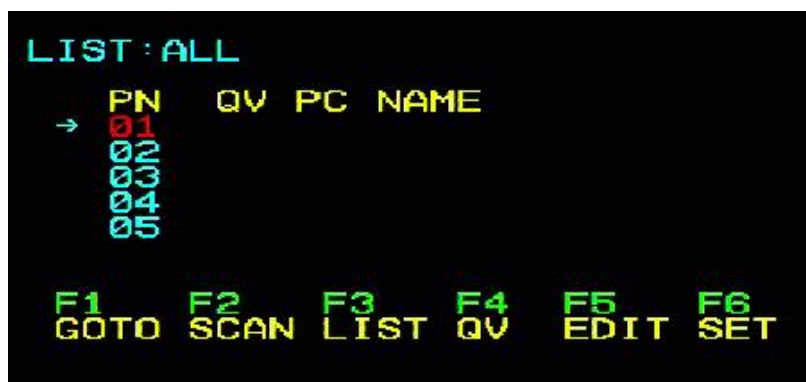 LIST:ALL
PN QV PC NAME
→ 01
02
03
04
05
F1 F2 F3 F4 F5 F6
GOTO SCAN LIST QV EDIT SET